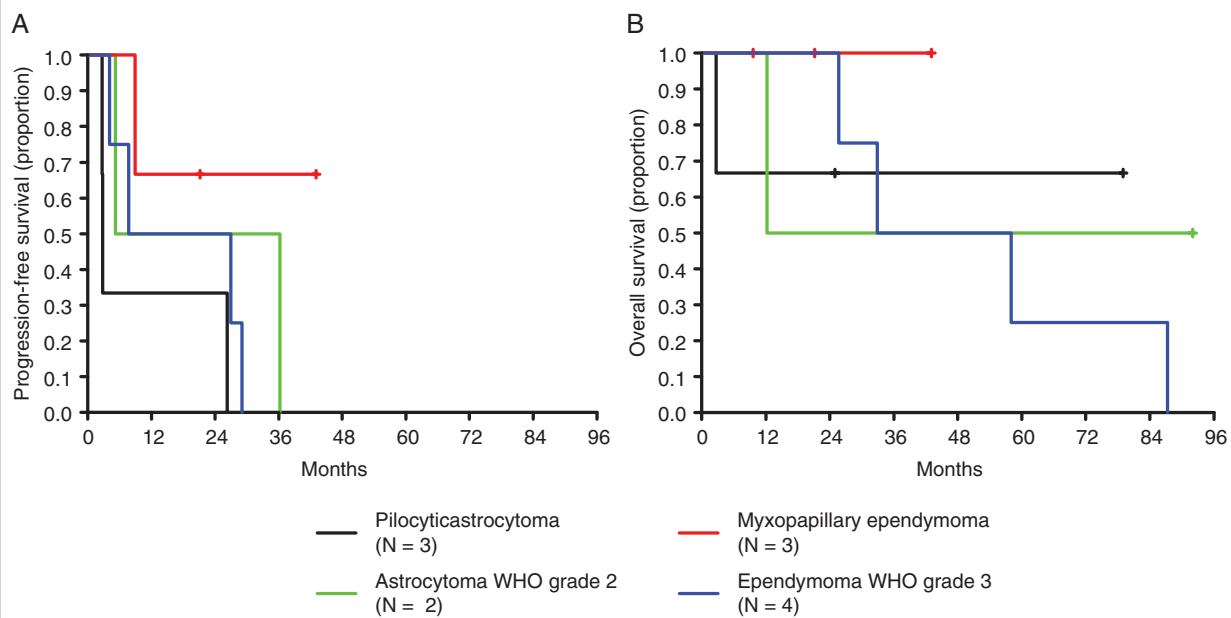 A
Progression-free survival (proportion)
1.0
0.9
0.8
0.7
0.6
0.5
0.4
0.3
0.2
0.1
0.0
0 12 24 36 48 60 72 84 96
Months
B
Overall survival (proportion)
1.0
0.9
0.8
0.7
0.6
0.5
0.4
0.3
0.2
0.1
0.0
0 12 24 36 48 60 72 84 96
Months
Pilocyticastrocytoma
(N = 3)
Astrocytoma WHO grade 2
(N = 2)
Myxopapillary ependymoma
(N = 3)
Ependymoma WHO grade 3
(N = 4)